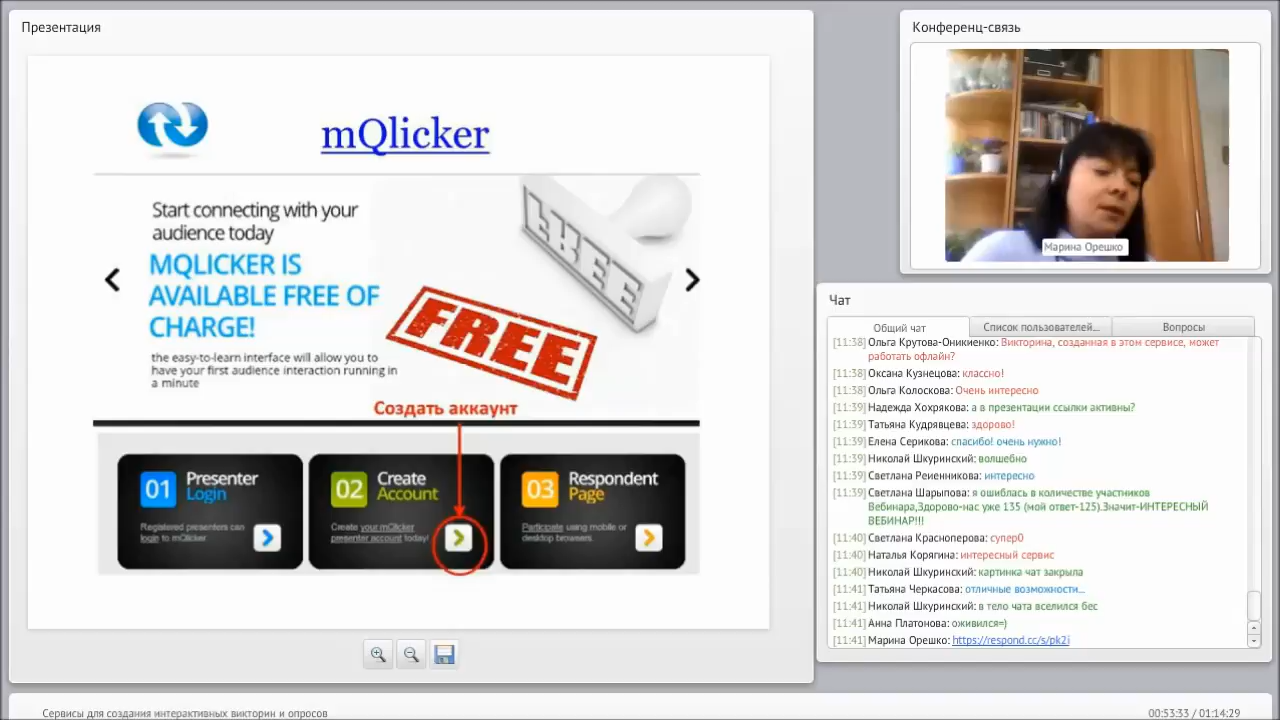 Презентация
mQlicker
Start connecting with your
audience today
MQLICKER IS
AVAILABLE FREE OF
CHARGE!
the easy-to-learn interface will allow you to
have your first audience interaction running in
a minute
FREE
FREE
Создать аккаунт
01 Presenter
Login
Registered presenters can
login to mQlicker
02 Create
Account
Create your mQlicker
presenter account today!
03 Respondent
Page
Participate using mobile or
desktop browsers.
Конференц-связь
Марина Орешко
Чат
Общий чат
Список пользователей...
Вопросы
[11:38] Ольга Крутова-Оникиенко: Викторина, созданная в этом сервисе, может
работать офлайн?
[11:38] Оксана Кузнецова: классно!
[11:38] Ольга Колоскова: Очень интересно
[11:39] Надежда Хохрякова: а в презентации ссылки активны?
[11:39] Татьяна Кудрявцева: здорово!
[11:39] Елена Серикова: спасибо! очень нужно!
[11:39] Николай Шкуринский: волшебно
[11:39] Светлана Реиенникова: интересно
[11:39] Светлана Шарыпова: я ошиблась в количестве участников
Вебинара,Здорово-нас уже 135 (мой ответ-125).Значит-ИНТЕРЕСНЫЙ
ВЕБИНАР!!!
[11:40] Светлана Красноперова: супер0
[11:40] Наталья Корягина: интересный сервис
[11:40] Николай Шкуринский: картинка чат закрыла
[11:41] Татьяна Черкасова: отличные возможности...
[11:41] Николай Шкуринский: в тело чата вселился бес
[11:41] Анна Платонова: оживился=)
[11:41] Марина Орешко: https://respond.cc/s/pk2i
Сервисы для создания интерактивных викторин и опросов
00:53:33 / 01:14:29